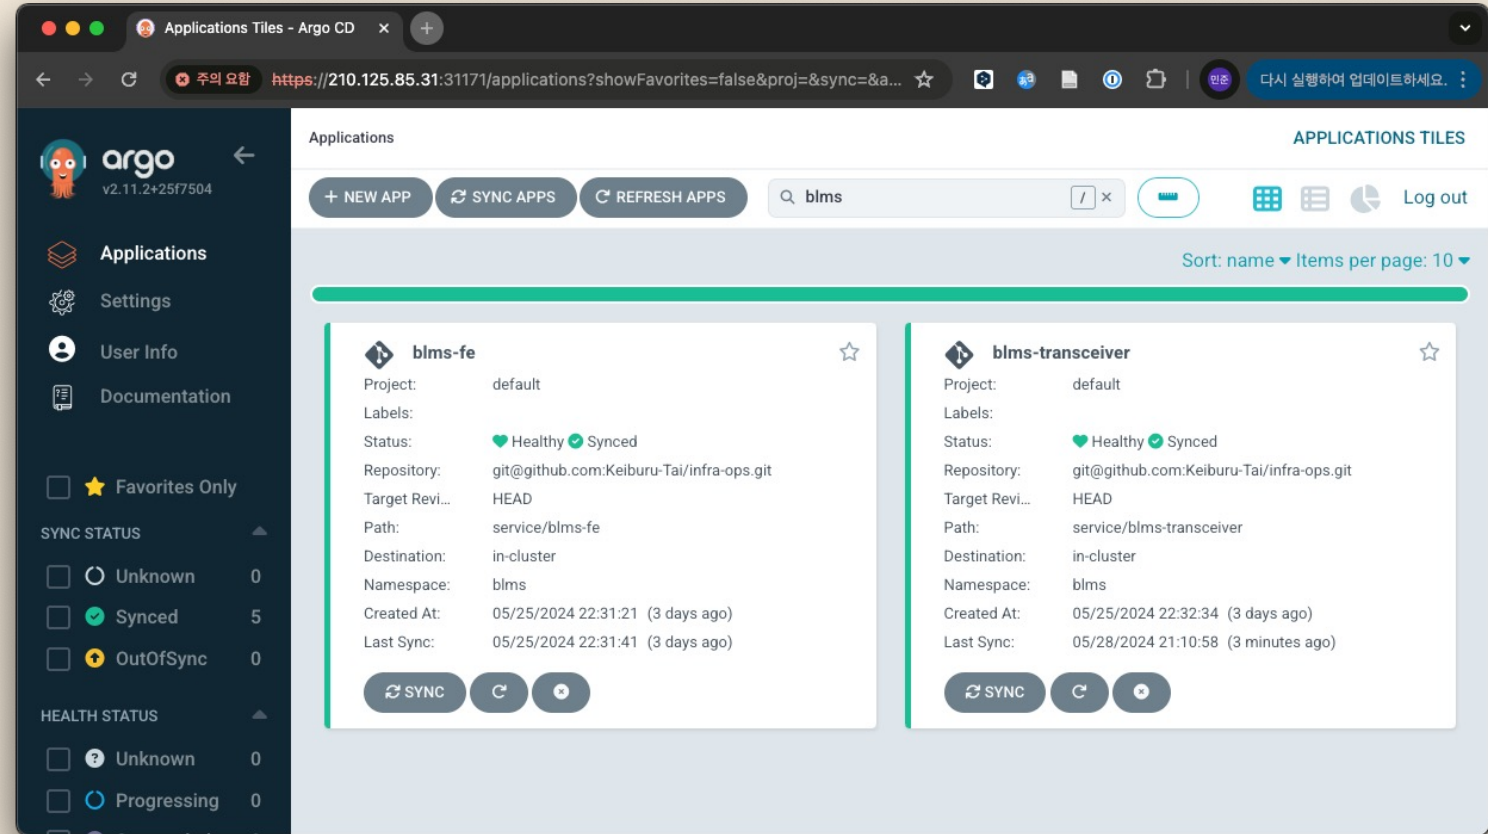 Applications Tiles - Argo CD
주의 요함 https://210.125.85.31:31171/applications?showFavorites=false&proj=&sync=&a...
민준
다시 실행하여 업데이트하세요.
argo
v2.11.2+25f7504
Applications
Settings
User Info
Documentation
Favorites Only
SYNC STATUS
Unknown 0
Synced 5
OutOfSync 0
HEALTH STATUS
Unknown 0
Progressing 0
Applications
APPLICATIONS TILES
+ NEW APP
SYNC APPS
REFRESH APPS
blms
/
Log out
Sort: name Items per page: 10
blms-fe
Project: default
Labels:
Status: Healthy Synced
Repository: git@github.com:Keiburu-Tai/infra-ops.git
Target Revi... HEAD
Path: service/blms-fe
Destination: in-cluster
Namespace: blms
Created At: 05/25/2024 22:31:21 (3 days ago)
Last Sync: 05/25/2024 22:31:41 (3 days ago)
SYNC
blms-transceiver
Project: default
Labels:
Status: Healthy Synced
Repository: git@github.com:Keiburu-Tai/infra-ops.git
Target Revi... HEAD
Path: service/blms-transceiver
Destination: in-cluster
Namespace: blms
Created At: 05/25/2024 22:32:34 (3 days ago)
Last Sync: 05/28/2024 21:10:58 (3 minutes ago)
SYNC